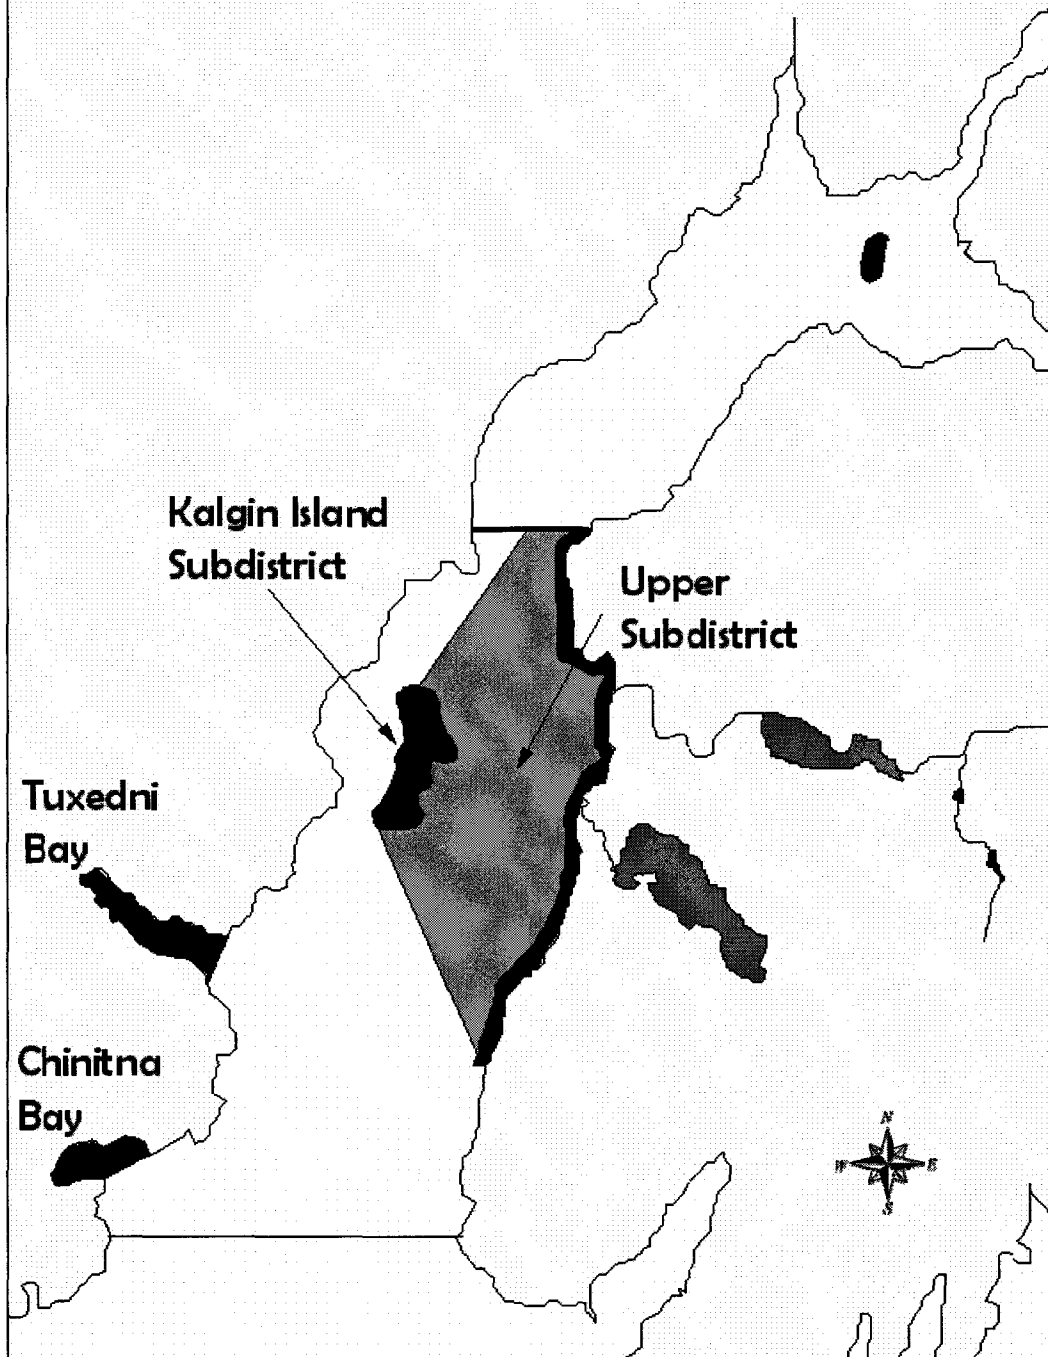 Kalgin Island
Subdistrict
Upper
Subdistrict
Tuxedni
Bay
Chinitna
Bay
N
W E
S